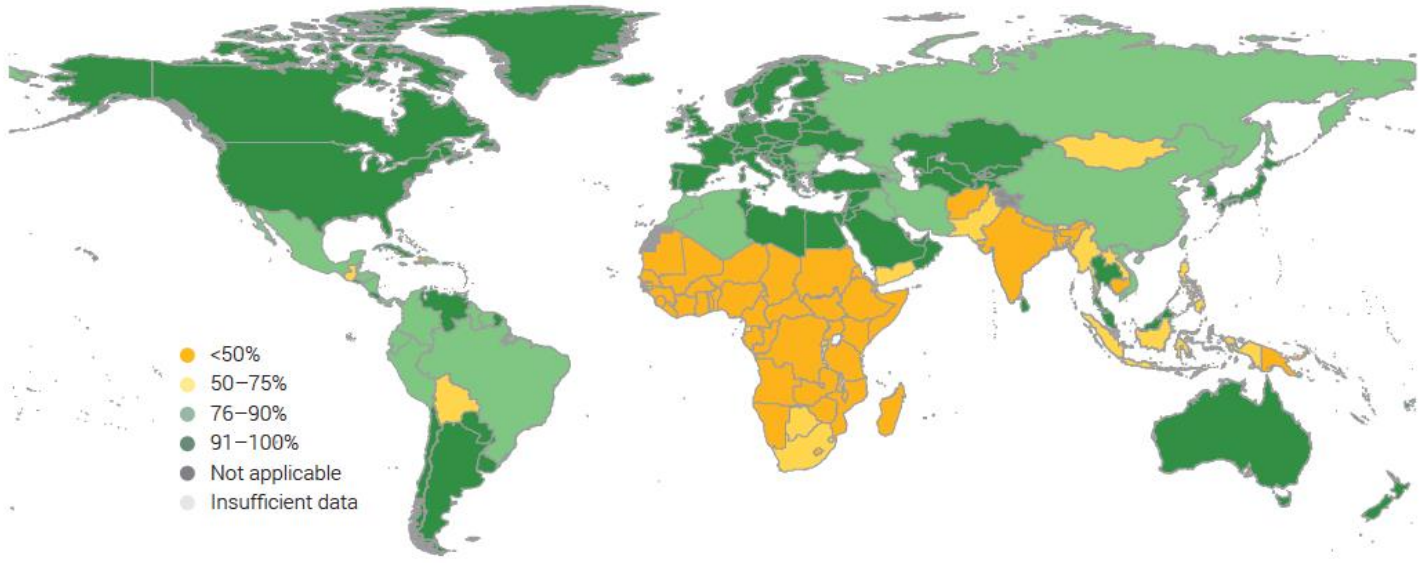 <50%
50–75%
76–90%
91–100%
Not applicable
Insufficient data